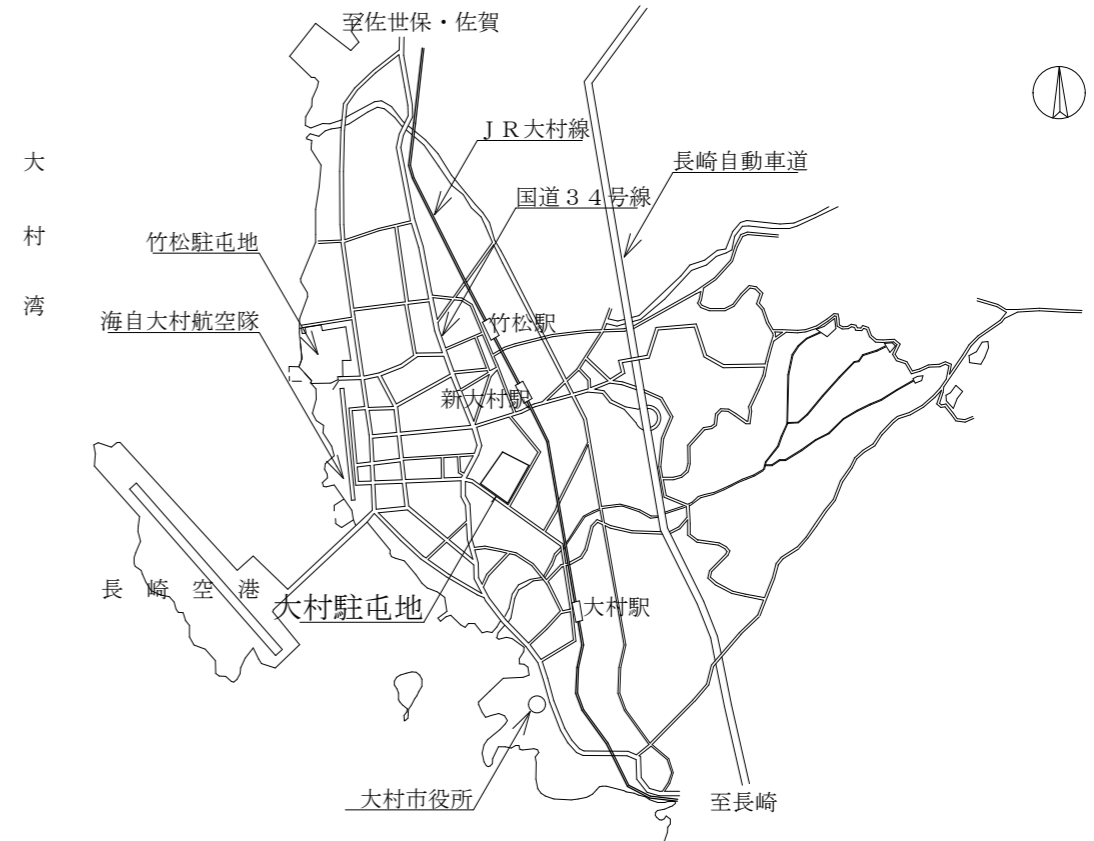 至佐世保・佐賀
ＪＲ大村線
長崎自動車道
国道３４号線
大村湾
竹松駐屯地
海自大村航空隊
竹松駅
新大村駅
長崎空港
大村駐屯地
大村駅
大村市役所
至長崎